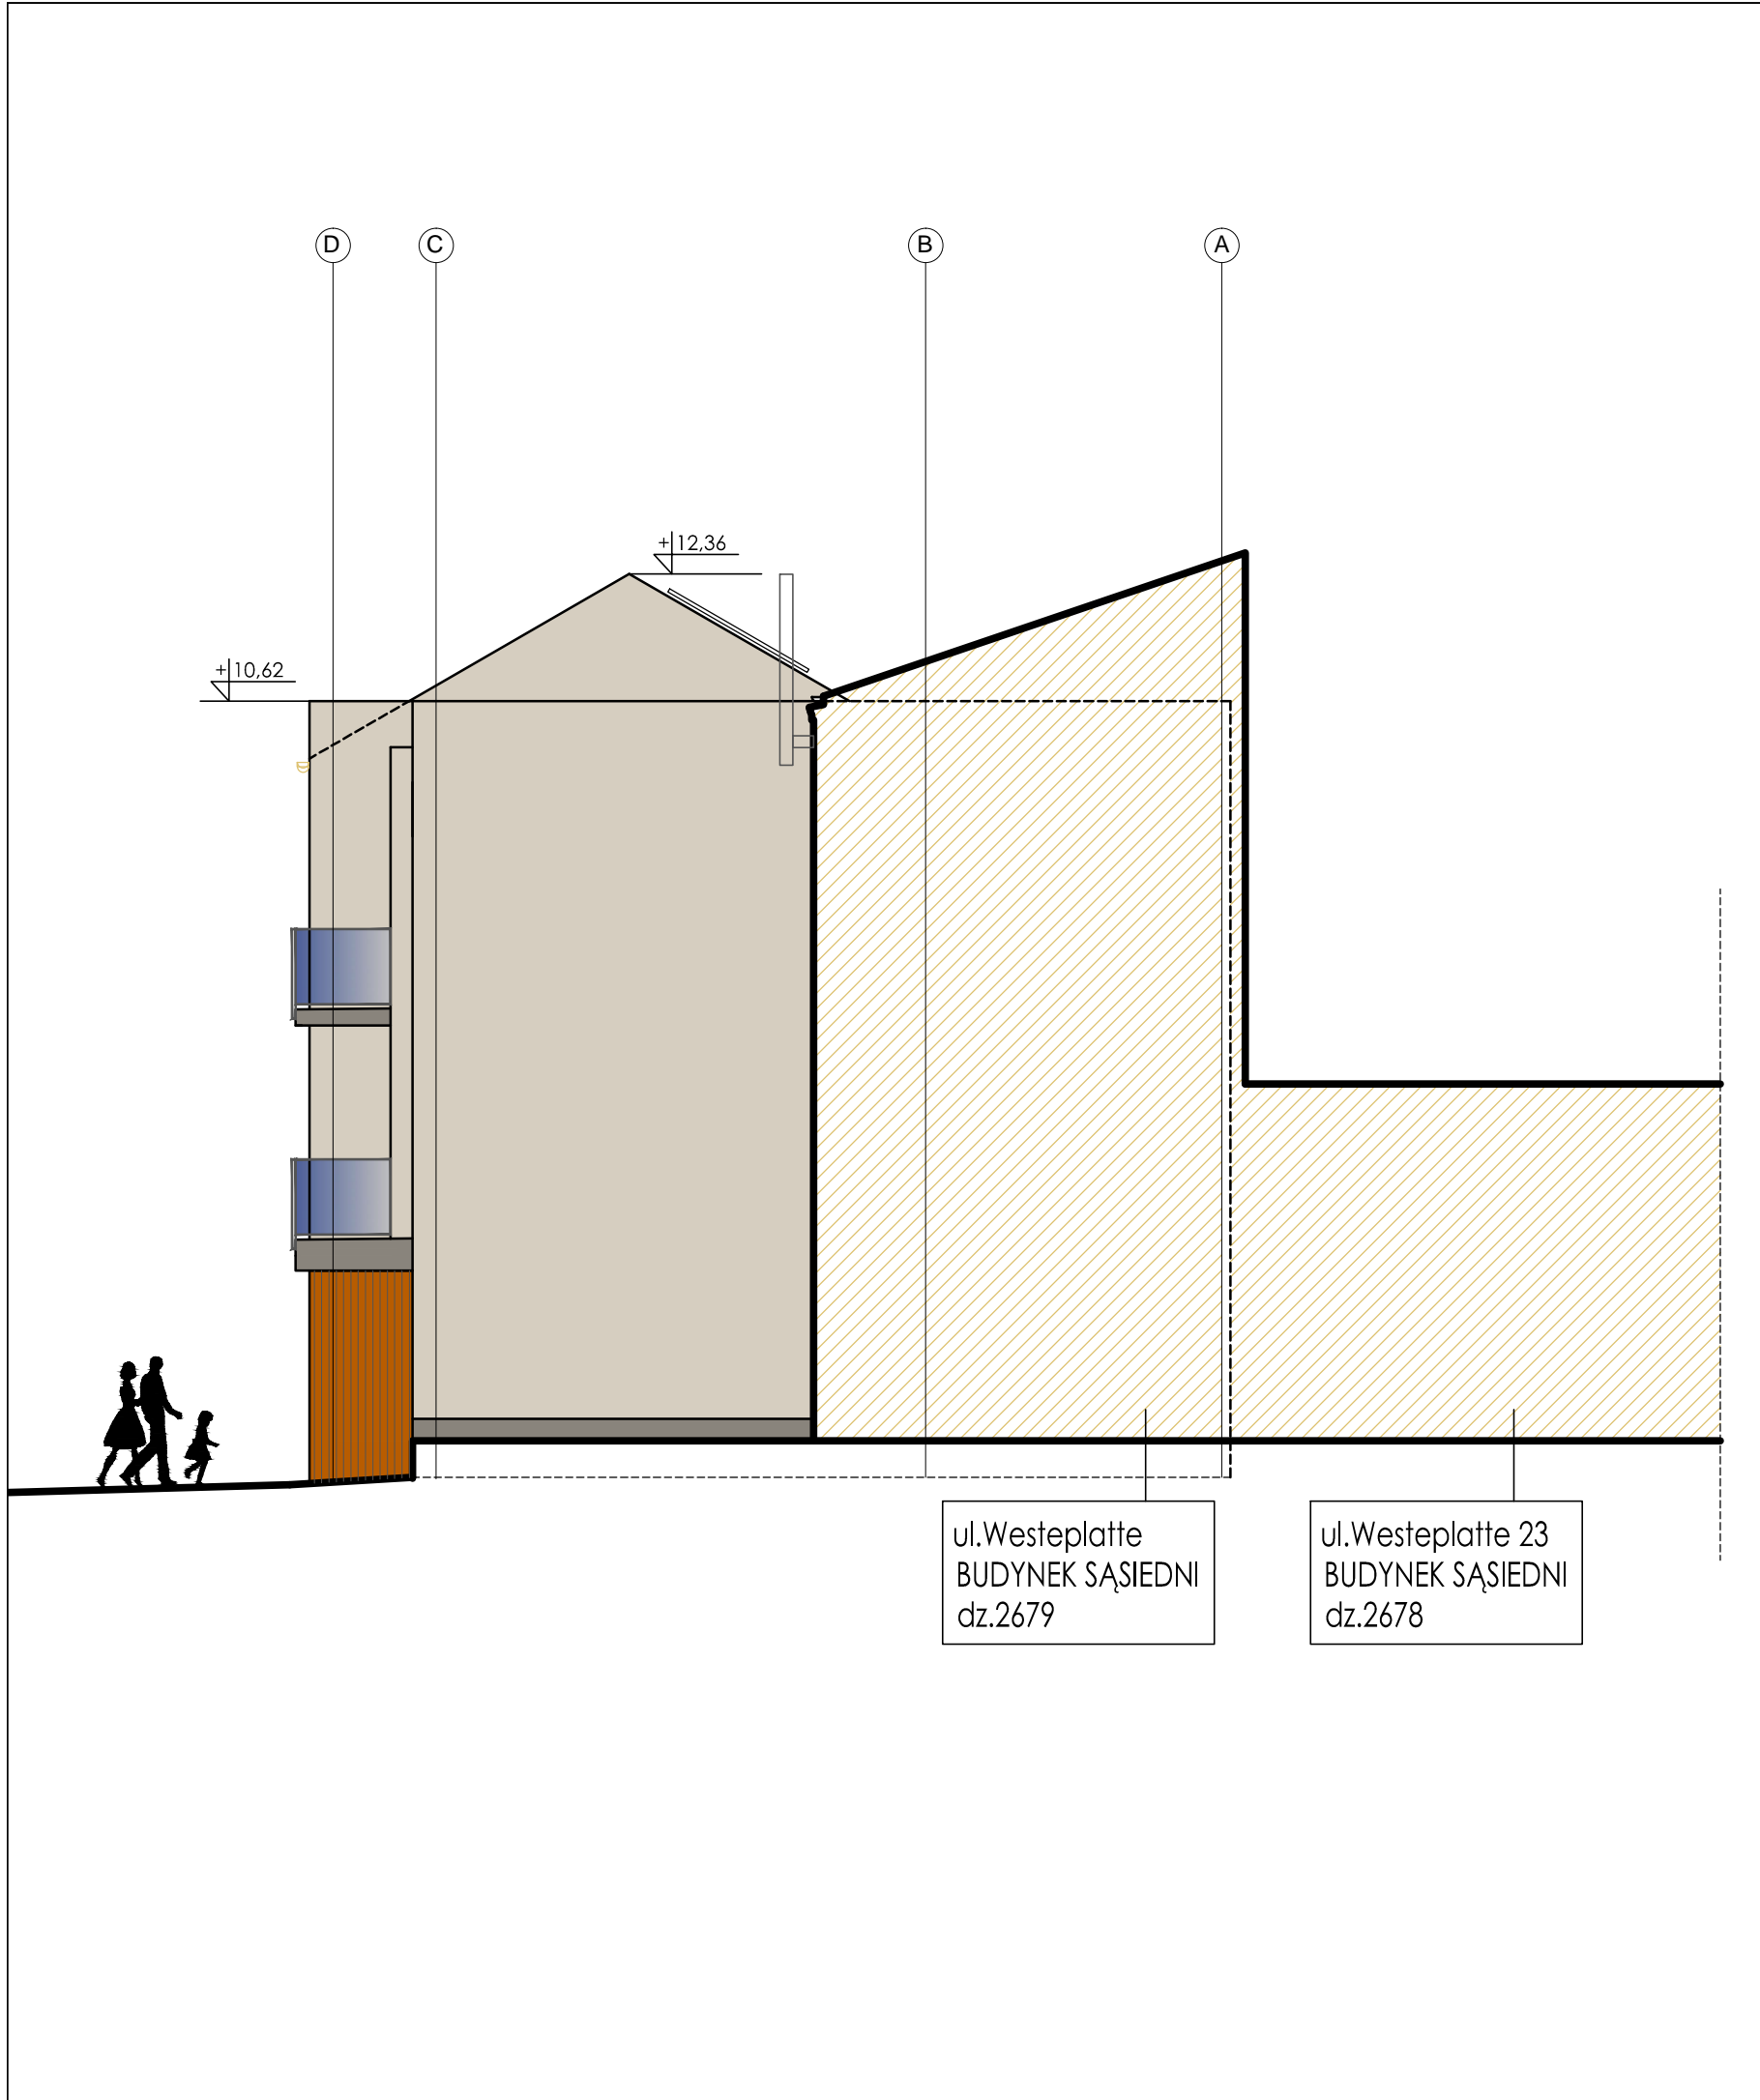 D
C
B
A
+12,36
+10,62
ul.Westeplatte
BUDYNEK SĄSIEDNI
dz.2679
ul.Westeplatte 23
BUDYNEK SĄSIEDNI
dz.2678